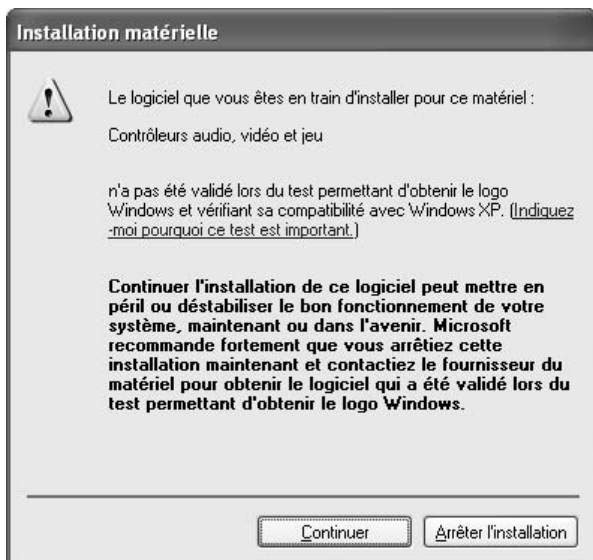 Installation matérielle
Le logiciel que vous êtes en train d'installer pour ce matériel :
Contrôleurs audio, vidéo et jeu
n'a pas été validé lors du test permettant d'obtenir le logo
Windows et vérifiant sa compatibilité avec Windows XP. (Indiquez
-moi pourquoi ce test est important.)
Continuer l'installation de ce logiciel peut mettre en
péril ou déstabiliser le bon fonctionnement de votre
système, maintenant ou dans l'avenir. Microsoft
recommande fortement que vous arrêtiez cette
installation maintenant et contactiez le fournisseur du
matériel pour obtenir le logiciel qui a été validé lors du
test permettant d'obtenir le logo Windows.
Continuer
Arrêter l'installation